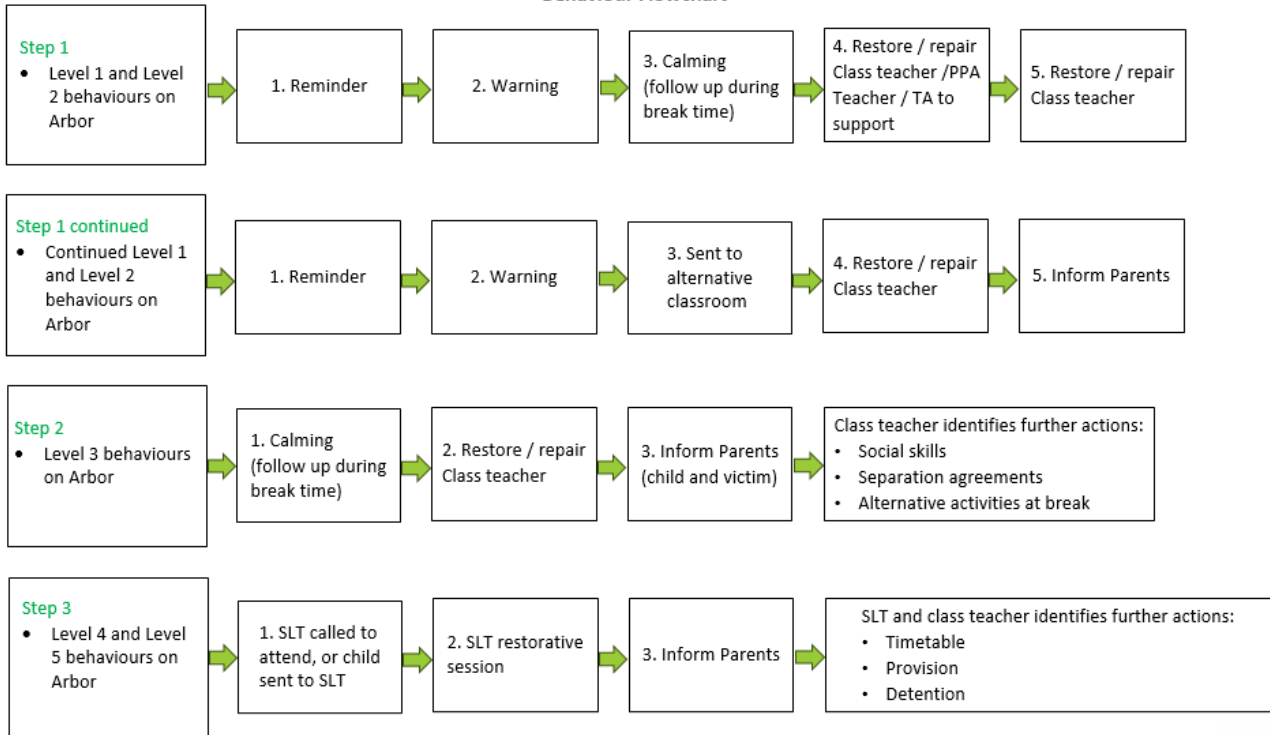 Behaviour Flowchart
Step 1
• Level 1 and Level
2 behaviours on
Arbor
1. Reminder
2. Warning
3. Calming
(follow up during
break time)
4. Restore / repair
Class teacher /PPA
Teacher / TA to
support
5. Restore / repair
Class teacher
Step 1 continued
• Continued Level 1
and Level 2
behaviours on
Arbor
1. Reminder
2. Warning
3. Sent to
alternative
classroom
4. Restore / repair
Class teacher
5. Inform Parents
Step 2
• Level 3 behaviours
on Arbor
1. Calming
(follow up during
break time)
2. Restore / repair
Class teacher
3. Inform Parents
(child and victim)
Class teacher identifies further actions:
• Social skills
• Separation agreements
• Alternative activities at break
Step 3
• Level 4 and Level
5 behaviours on
Arbor
1. SLT called to
attend, or child
sent to SLT
2. SLT restorative
session
3. Inform Parents
SLT and class teacher identifies further actions:
• Timetable
• Provision
• Detention